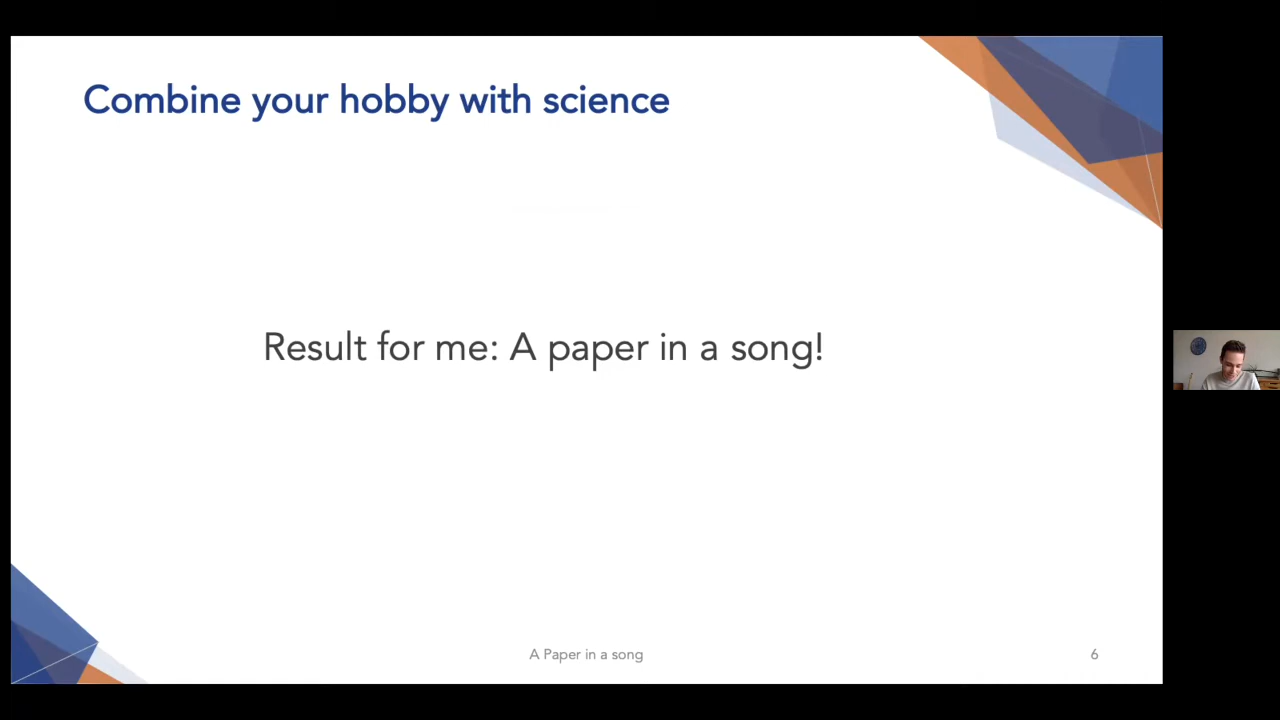 Combine your hobby with science
Result for me: A paper in a song!
A Paper in a song
6